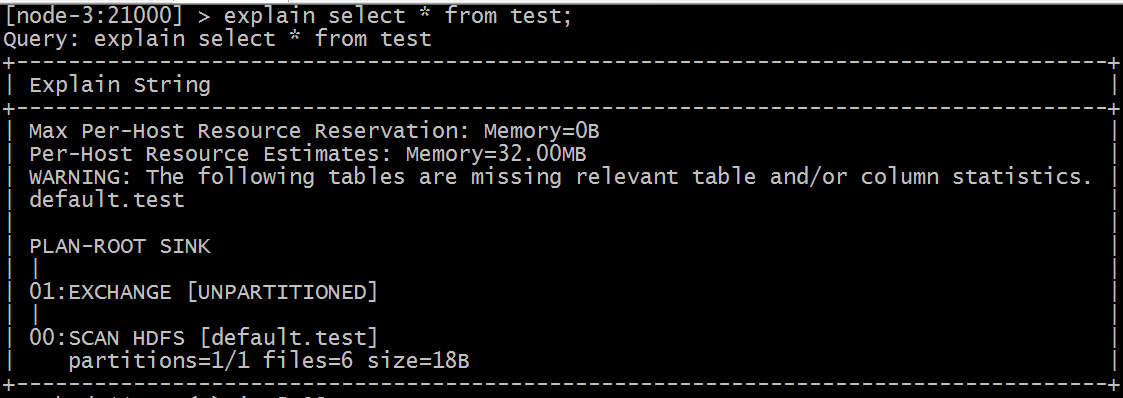 [node-3:21000] > explain select * from test;
Query: explain select * from test
+------------------------------------------------------------------------------------+
| Explain String                                                                     |
+------------------------------------------------------------------------------------+
| Max Per-Host Resource Reservation: Memory=0B                                       |
| Per-Host Resource Estimates: Memory=32.00MB                                        |
| WARNING: The following tables are missing relevant table and/or column statistics. |
| default.test                                                                       |
|                                                                                    |
| PLAN-ROOT SINK                                                                     |
| |                                                                                  |
| 01:EXCHANGE [UNPARTITIONED]                                                        |
| |                                                                                  |
| 00:SCAN HDFS [default.test]                                                        |
|    partitions=1/1 files=6 size=18B                                                 |
+------------------------------------------------------------------------------------+